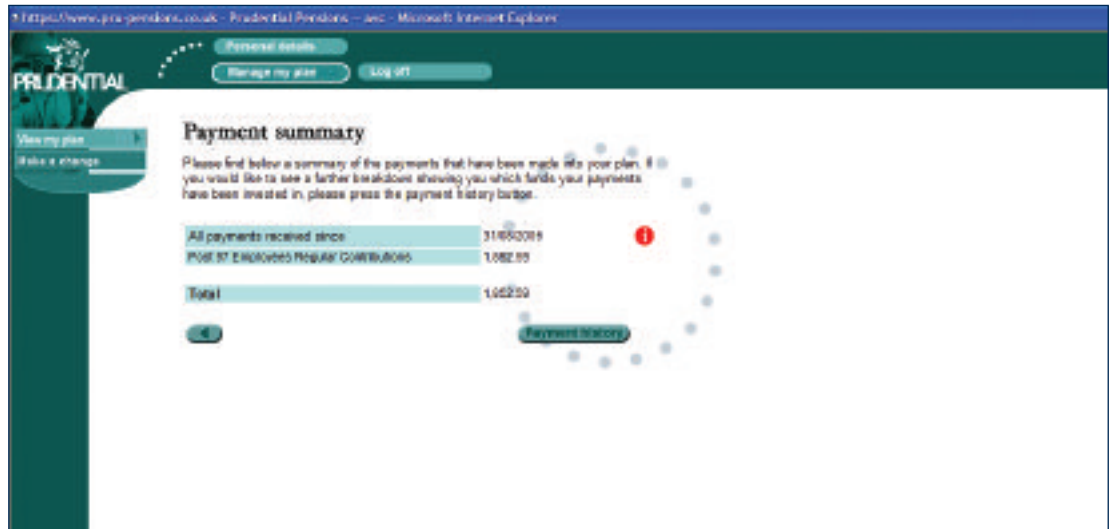 https://www.pru-pensions.co.uk - Prudential Pensions - aec - Microsoft Internet Explorer
Personal details
PRUDENTIAL
Manage my plan
Log off
View my plan
Make a change
Payment summary
Please find below a summary of the payments that have been made into your plan. If
you would like to see a further breakdown showing you which funds your payments
have been invested in, please press the payment history button.
All payments received since
Post 97 Employees Regular Contributions
Total
Payment history